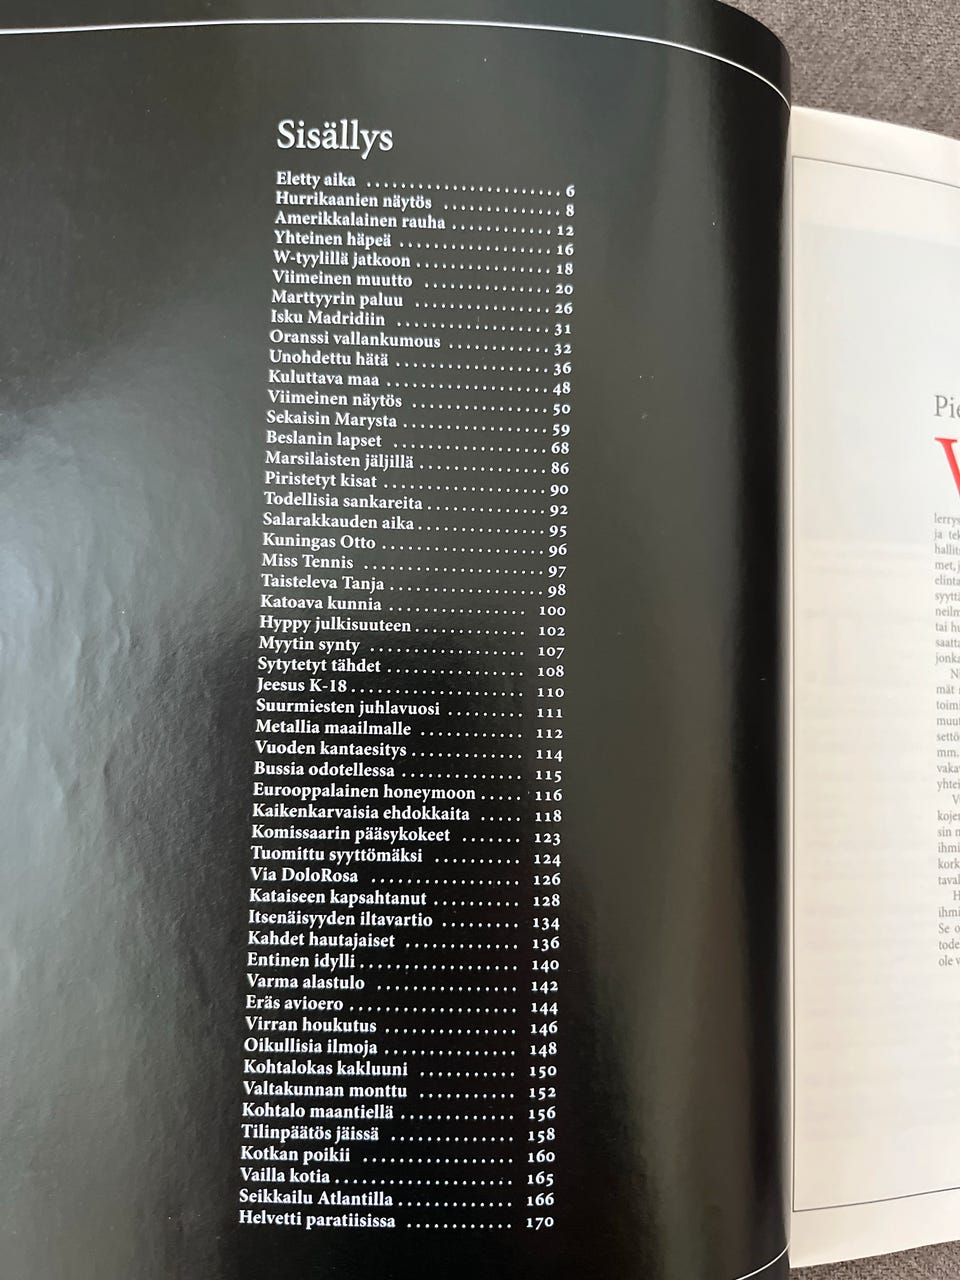 Sisällys
Eletty aika ........................ 6
Hurrikaanien näytös .............. 8
Amerikkalainen rauha ............ 12
Yhteinen häpeä .................. 16
W-tyylillä jatkoon ................ 18
Viimeinen muutto ............... 20
Marttyyrin paluu ................ 26
Isku Madridiin .................. 31
Oranssi vallankumous ............ 32
Unohdettu hätä .................. 36
Kuluttava maa ................... 48
Viimeinen näytös ................ 50
Sekaisin Marysta ................. 59
Beslanin lapset .................. 68
Marsilaisten jäljillä ............... 86
Piristetyt kisat ................... 90
Todellisia sankareita .............. 92
Salarakkauden aika ............... 95
Kuningas Otto ................... 96
Miss Tennis ..................... 97
Taisteleva Tanja .................. 98
Katoava kunnia ................ 100
Hyppy julkisuuteen ............. 102
Myytin synty .................. 107
Sytytetyt tähdet ................ 108
Jeesus K-18 .................... 110
Suurmiesten juhlavuosi ......... 111
Metallia maailmalle ............ 112
Vuoden kantaesitys ............. 114
Bussia odotellessa .............. 115
Eurooppalainen honeymoon ..... 116
Kaikenkarvaisia ehdokkaita ..... 118
Komissaarin pääsykokeet ....... 123
Tuomittu syyttömäksi .......... 124
Via DoloRosa .................. 126
Kataiseen kapsahtanut .......... 128
Itsenäisyyden iltavartio ......... 134
Kahdet hautajaiset ............. 136
Entinen idylli .................. 140
Varma alastulo ................. 142
Eräs avioero .................... 144
Virran houkutus ............... 146
Oikullisia ilmoja ............... 148
Kohtalokas kakluuni ........... 150
Valtakunnan monttu ........... 152
Kohtalo maantiellä ............. 156
Tilinpäätös jäissä .............. 158
Kotkan poikii ................. 160
Vailla kotia .................... 165
Seikkailu Atlantilla ............. 166
Helvetti paratiisissa ............ 170